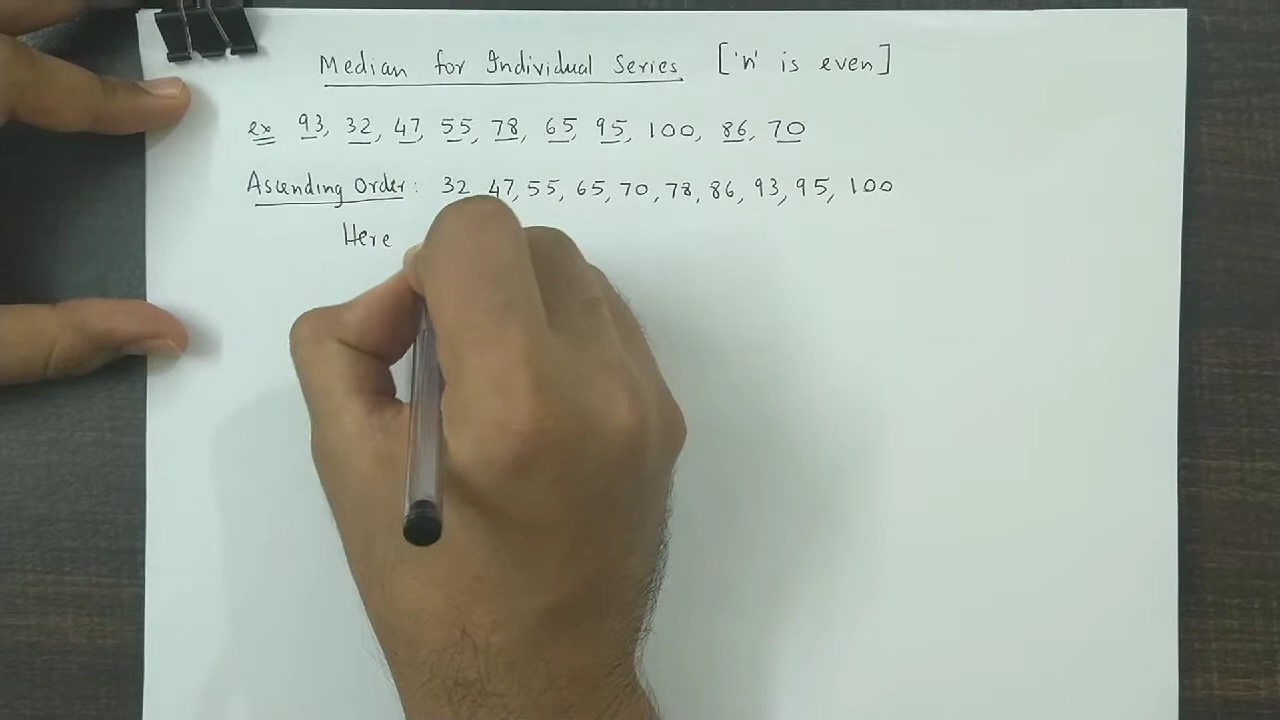 Median for Individual Series ['n' is even]
ex 93, 32, 47, 55, 78, 65, 95, 100, 86, 70
Ascending Order: 32, 47, 55, 65, 70, 78, 86, 93, 95, 100
Here